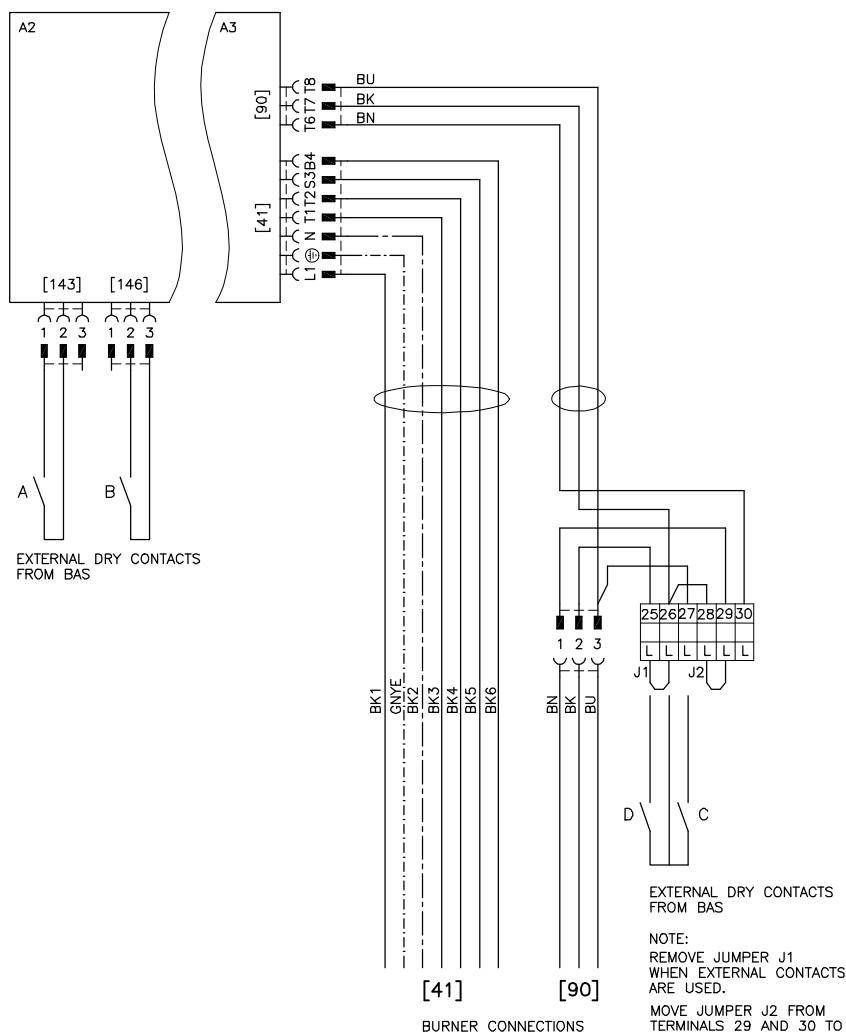 A2
A3
T8 BU
T7 BK
T6 BN
[90]
B4
S3
T2
T1
N
L1
[41]
[143] [146]
1 2 3 1 2 3
A B
EXTERNAL DRY CONTACTS
FROM BAS
25 26 27 28 29 30
L L L L L L
J1 J2
1 2 3
BK1 GNYE BK2 BK3 BK4 BK5 BK6
BN BK BU
D C
EXTERNAL DRY CONTACTS
FROM BAS
NOTE:
REMOVE JUMPER J1
WHEN EXTERNAL CONTACTS
ARE USED.
MOVE JUMPER J2 FROM
TERMINALS 29 AND 30 TO
[41] [90]
BURNER CONNECTIONS